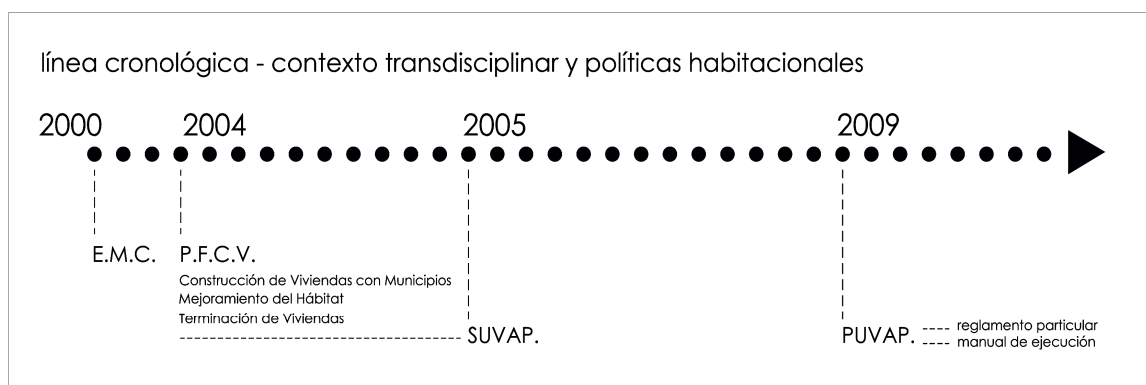 línea cronológica - contexto transdisciplinar y políticas habitacionales
2000 2004 2005 2009
E.M.C. P.F.C.V.
Construcción de Viviendas con Municipios
Mejoramiento del Hábitat
Terminación de Viviendas
SUVAP. PUVAP. reglamento particular
manual de ejecución